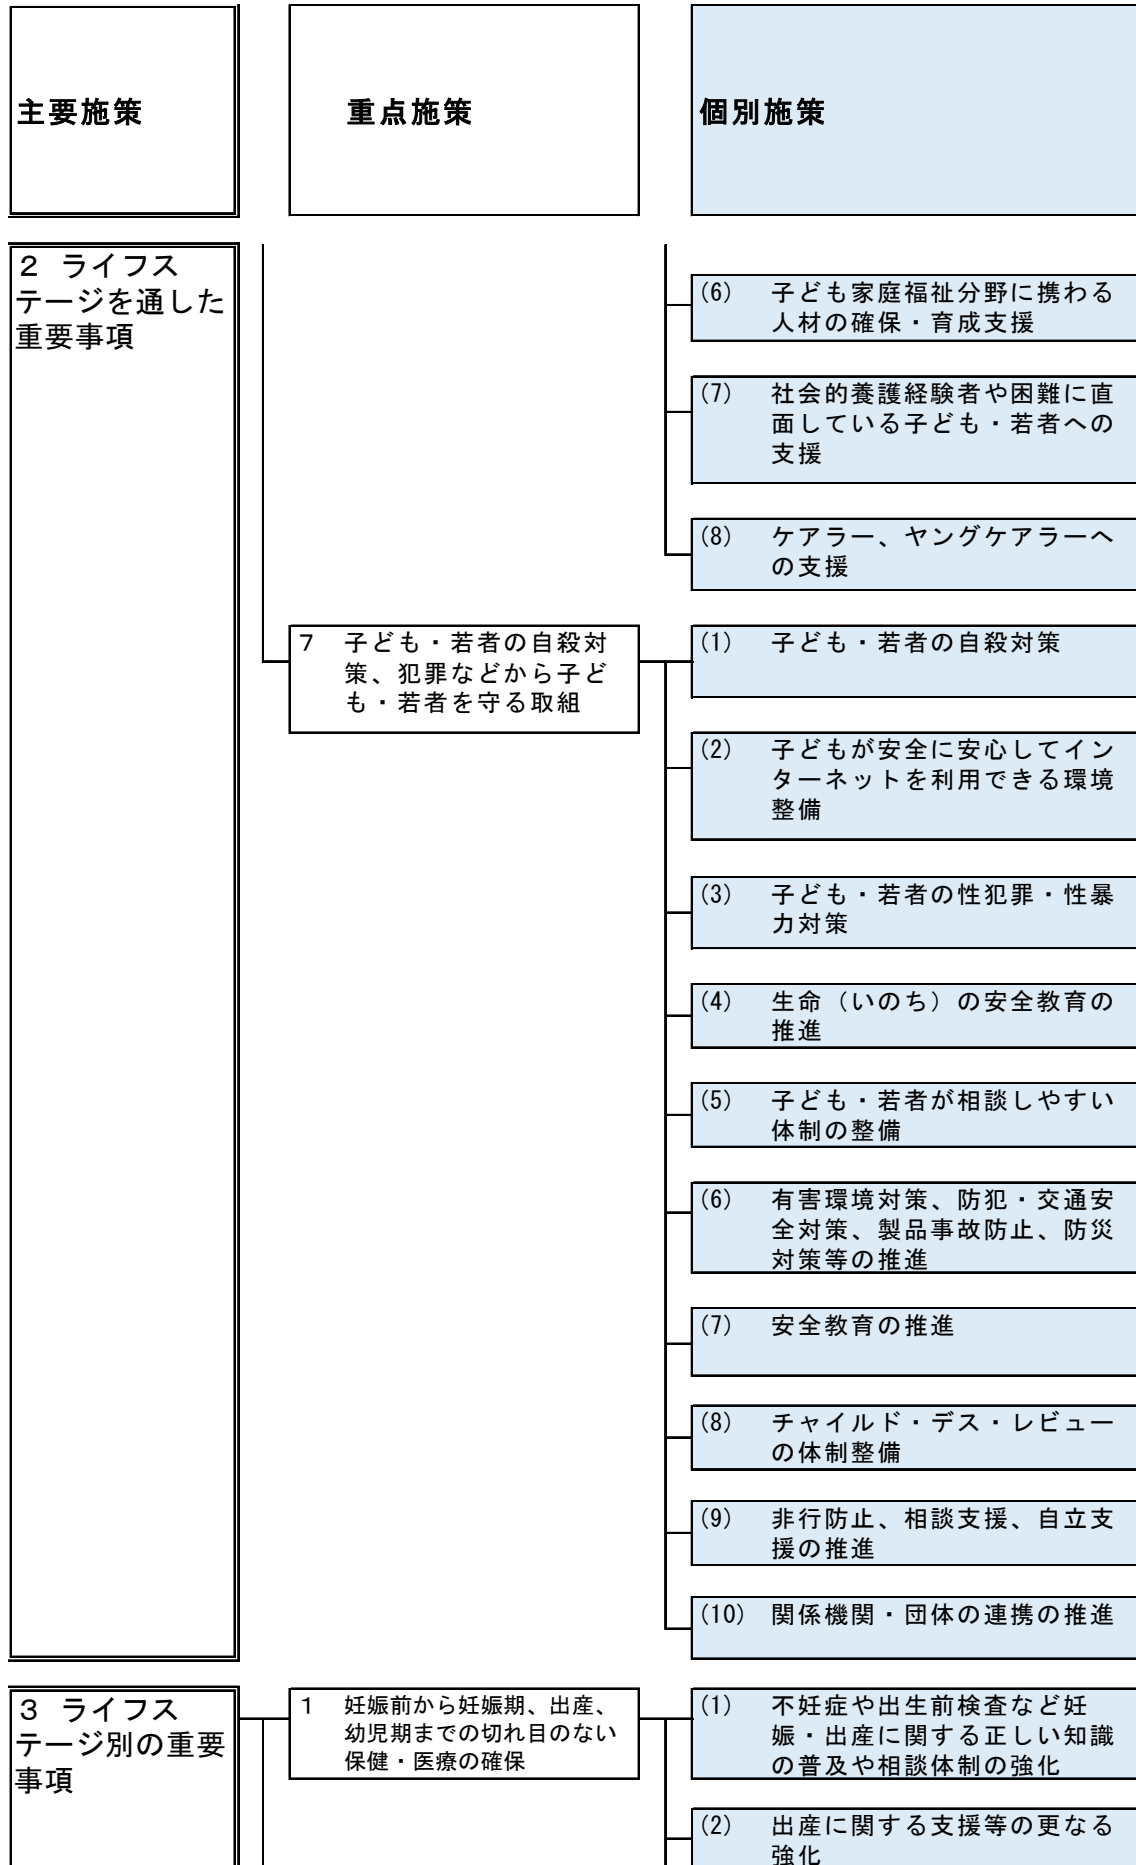 主要施策
重点施策
個別施策
2 ライフス
テージを通した
重要事項
(6) 子ども家庭福祉分野に携わる
人材の確保・育成支援
(7) 社会的養護経験者や困難に直
面している子ども・若者への
支援
(8) ケアラー、ヤングケアラーへ
の支援
7 子ども・若者の自殺対
策、犯罪などから子ど
も・若者を守る取組
(1) 子ども・若者の自殺対策
(2) 子どもが安全に安心してイン
ターネットを利用できる環境
整備
(3) 子ども・若者の性犯罪・性暴
力対策
(4) 生命（いのち）の安全教育の
推進
(5) 子ども・若者が相談しやすい
体制の整備
(6) 有害環境対策、防犯・交通安
全対策、製品事故防止、防災
対策等の推進
(7) 安全教育の推進
(8) チャイルド・デス・レビュー
の体制整備
(9) 非行防止、相談支援、自立支
援の推進
(10) 関係機関・団体の連携の推進
3 ライフス
テージ別の重要
事項
1 妊娠前から妊娠期、出産、
幼児期までの切れ目のない
保健・医療の確保
(1) 不妊症や出生前検査など妊
娠・出産に関する正しい知識
の普及や相談体制の強化
(2) 出産に関する支援等の更なる
強化